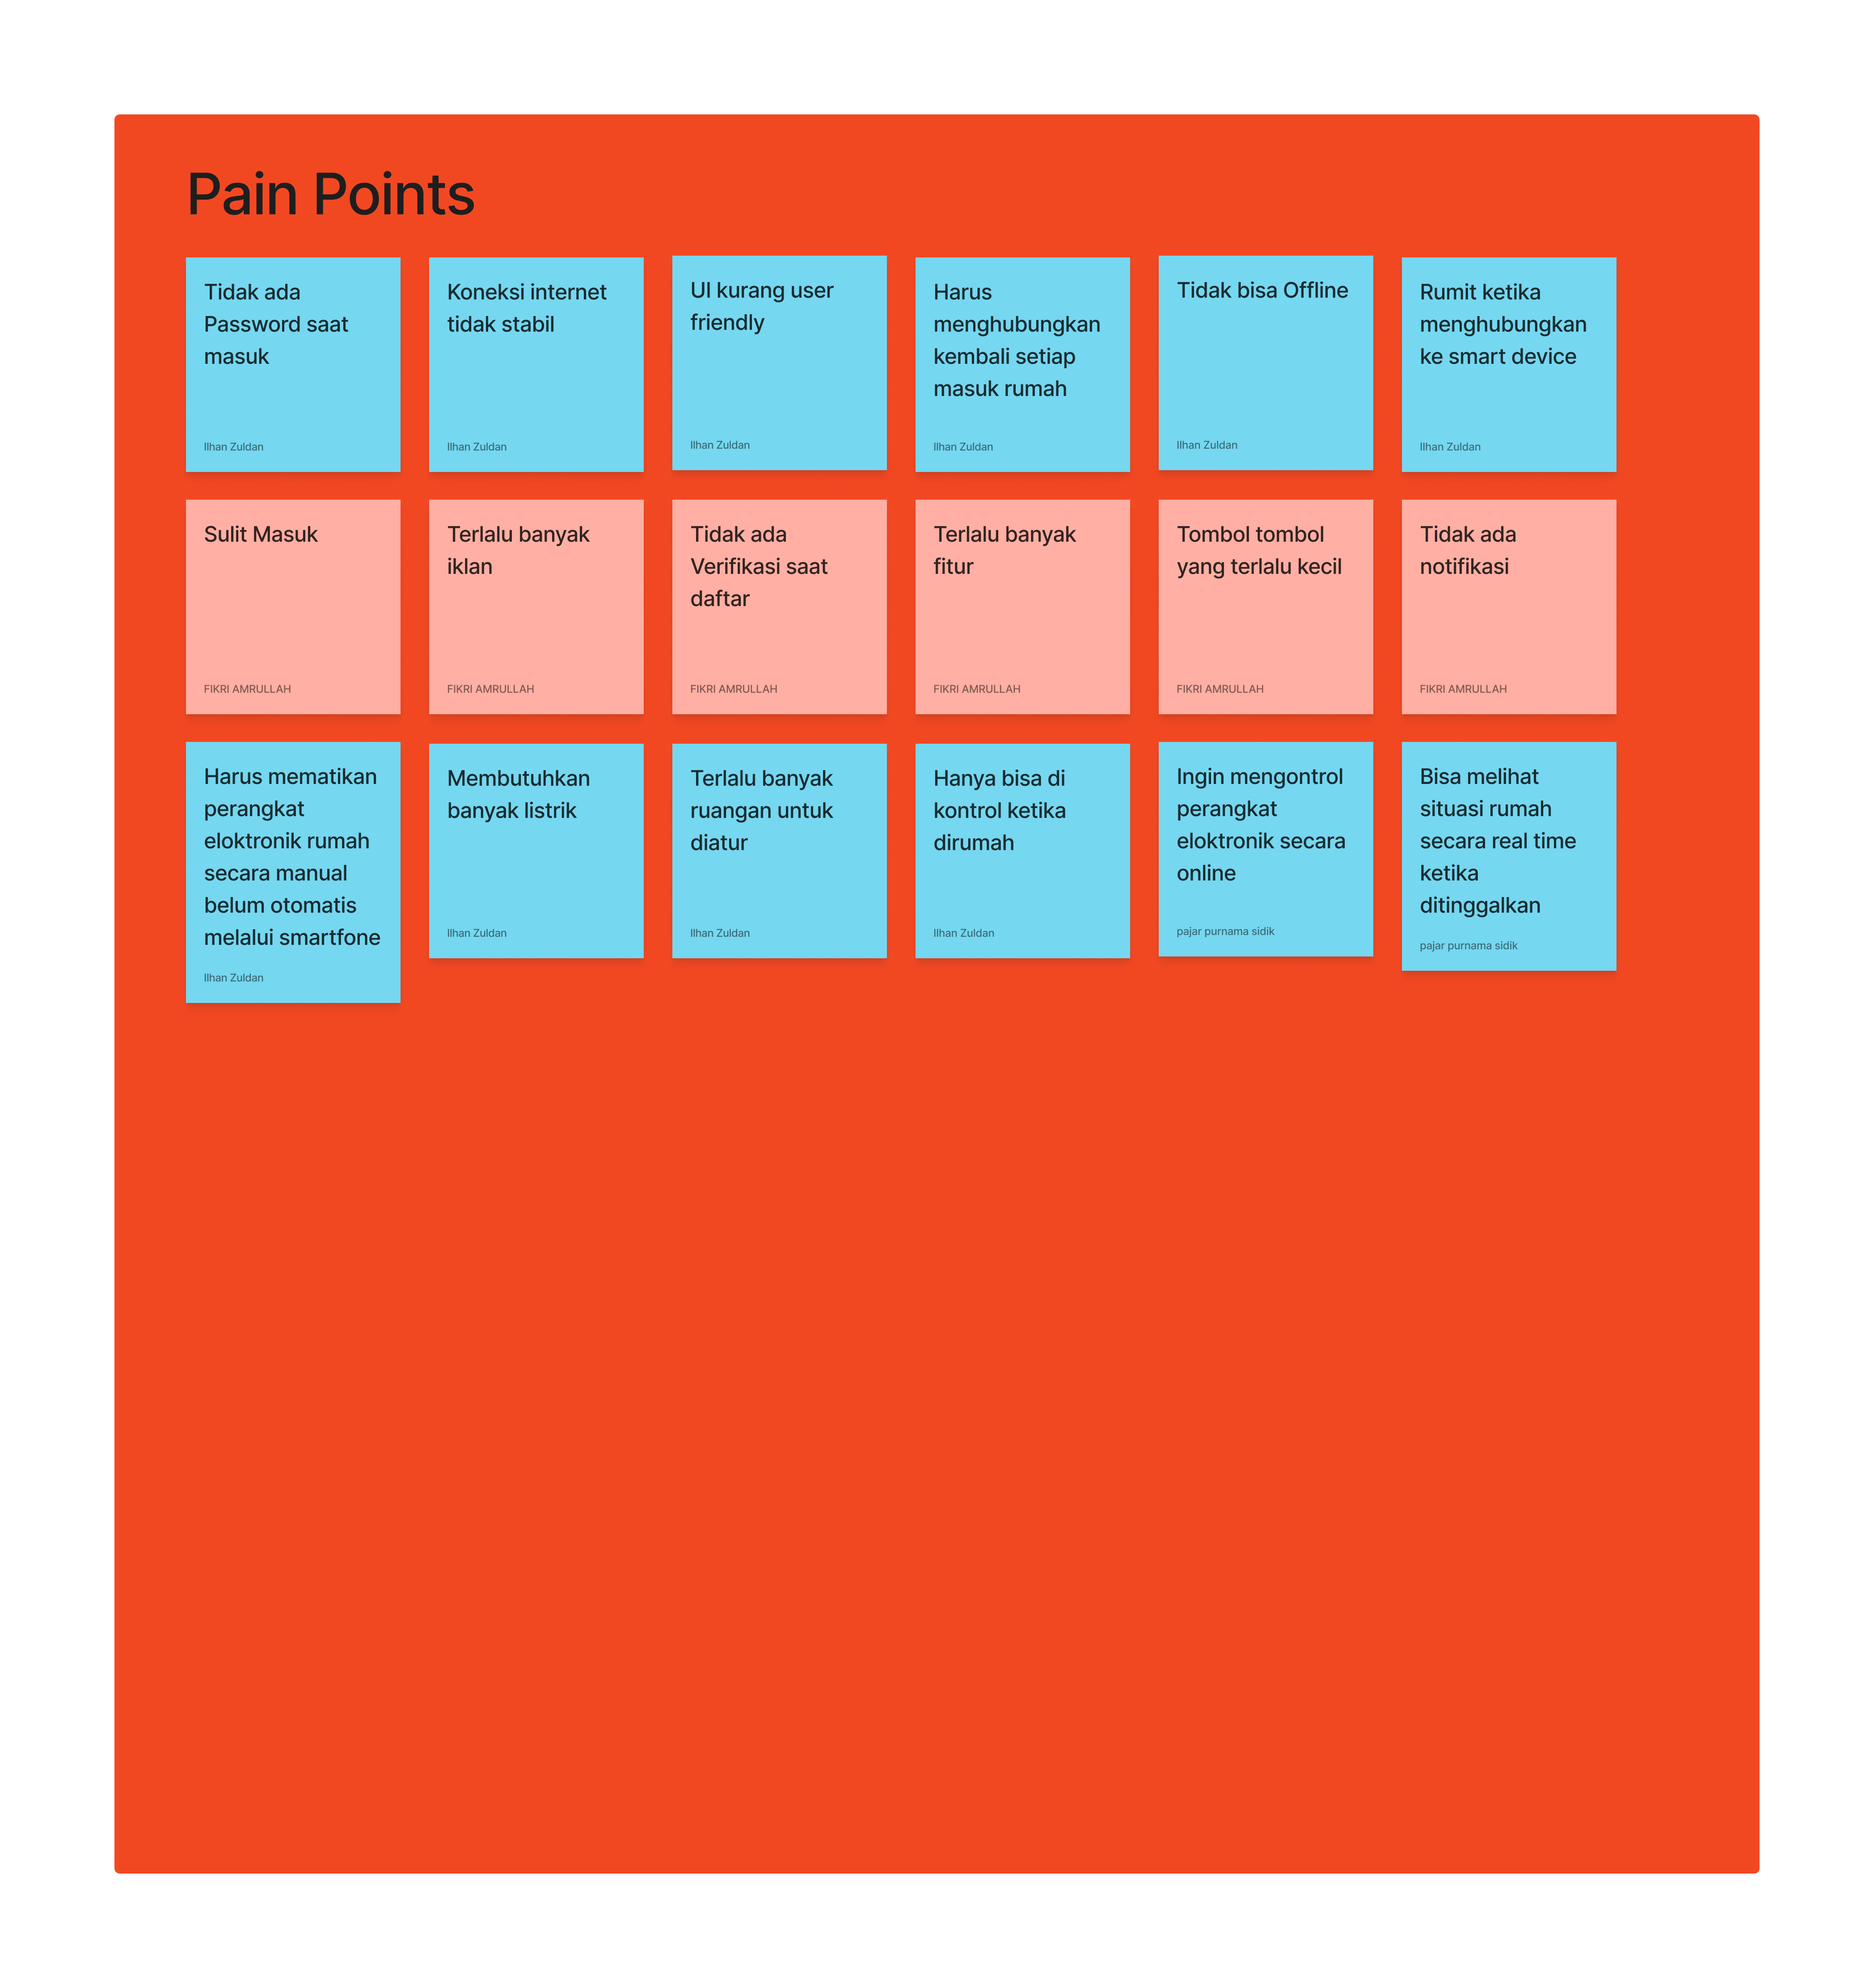 Pain Points
Tidak ada
Password saat
masuk
Ilhan Zuldan
Koneksi internet
tidak stabil
Ilhan Zuldan
UI kurang user
friendly
Ilhan Zuldan
Harus
menghubungkan
kembali setiap
masuk rumah
Ilhan Zuldan
Tidak bisa Offline
Ilhan Zuldan
Rumit ketika
menghubungkan
ke smart device
Ilhan Zuldan
Sulit Masuk
FIKRI AMRULLAH
Terlalu banyak
iklan
FIKRI AMRULLAH
Tidak ada
Verifikasi saat
daftar
FIKRI AMRULLAH
Terlalu banyak
fitur
FIKRI AMRULLAH
Tombol tombol
yang terlalu kecil
FIKRI AMRULLAH
Tidak ada
notifikasi
FIKRI AMRULLAH
Harus mematikan
perangkat
eloktronik rumah
secara manual
belum otomatis
melalui smartfone
Ilhan Zuldan
Membutuhkan
banyak listrik
Ilhan Zuldan
Terlalu banyak
ruangan untuk
diatur
Ilhan Zuldan
Hanya bisa di
kontrol ketika
dirumah
Ilhan Zuldan
Ingin mengontrol
perangkat
eloktronik secara
online
pajar purnama sidik
Bisa melihat
situasi rumah
secara real time
ketika
ditinggalkan
pajar purnama sidik